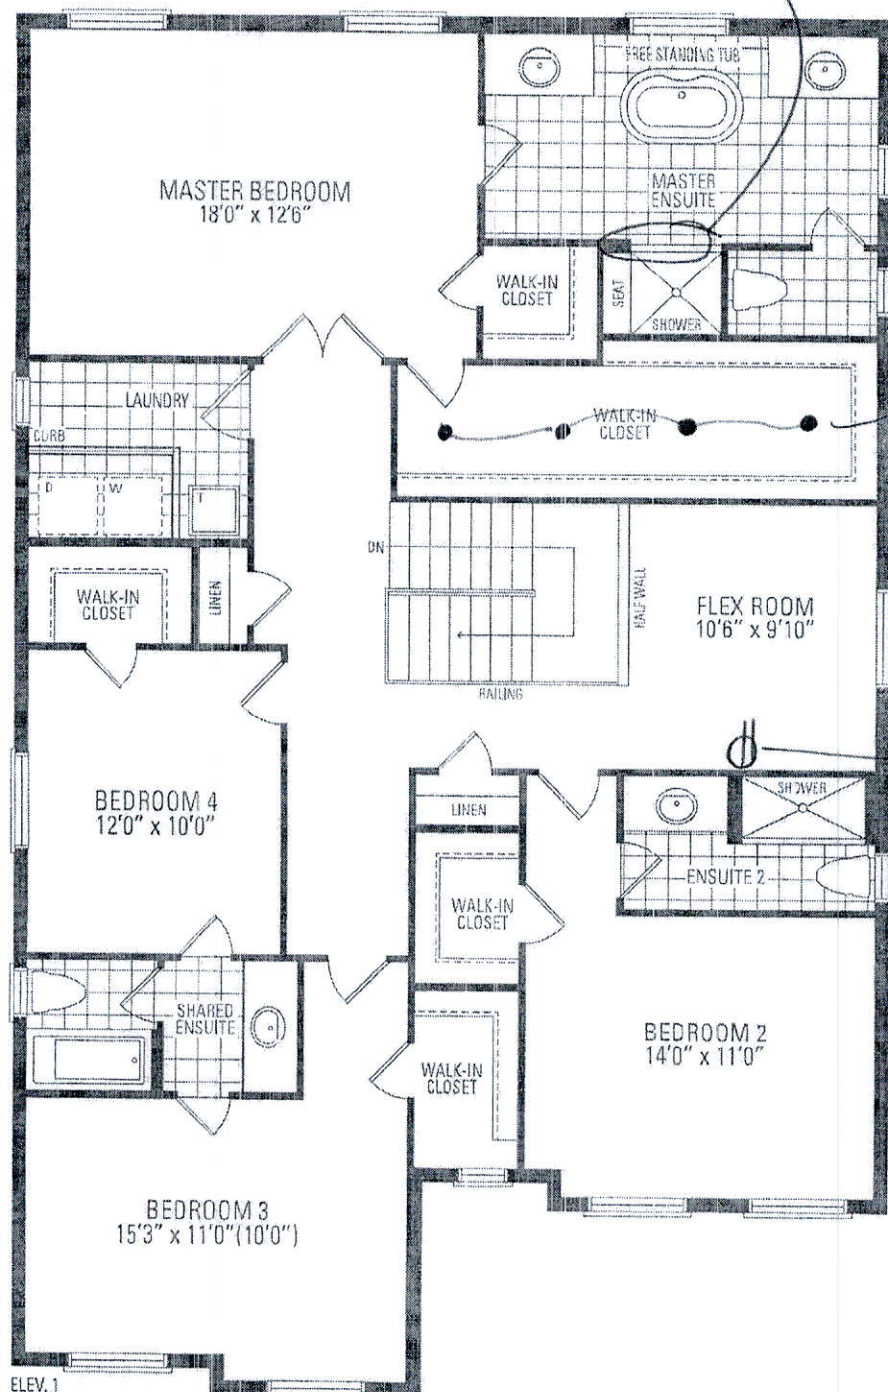 FREE STANDING TUB
MASTER BEDROOM
18'0" x 12'6"
MASTER
ENSUITE
WALK-IN
CLOSET
SEAT
SHOWER
LAUNDRY
CURB
D
W
T
WALK-IN
CLOSET
DN
WALK-IN
CLOSET
LINEN
HALF WALL
FLEX ROOM
10'6" x 9'10"
RAILING
BEDROOM 4
12'0" x 10'0"
LINEN
SHOWER
ENSUITE 2
WALK-IN
CLOSET
SHARED
ENSUITE
BEDROOM 2
14'0" x 11'0"
WALK-IN
CLOSET
BEDROOM 3
15'3" x 11'0"(10'0")
ELEV. 1